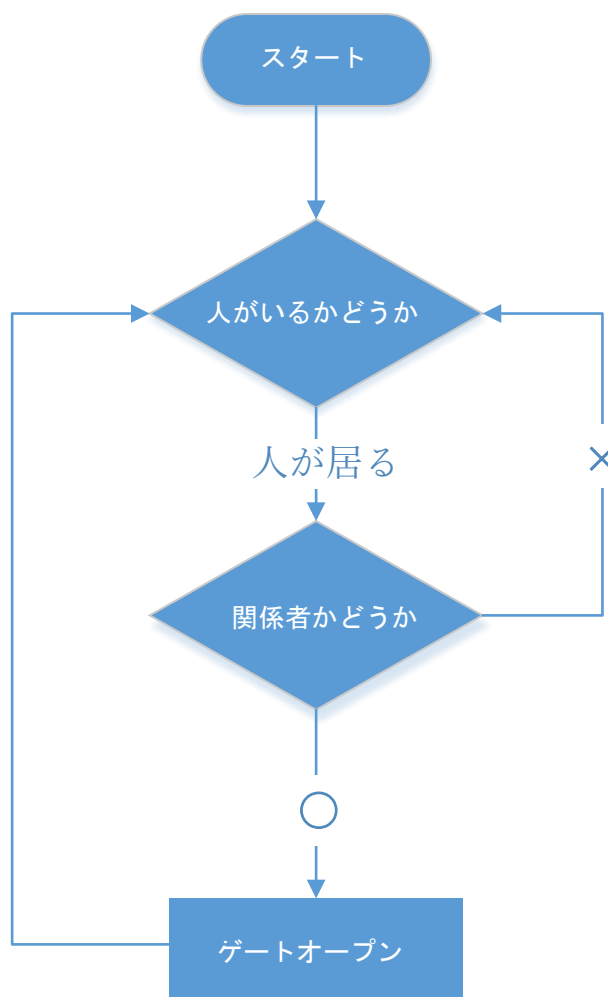 スタート
人がいるかどうか
人が居る
×
関係者かどうか
○
ゲートオープン